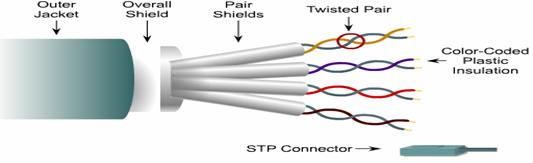 Outer
Jacket
Overall
Shield
Pair
Shields
Twisted Pair
Color-Coded
Plastic
Insulation
STP Connector